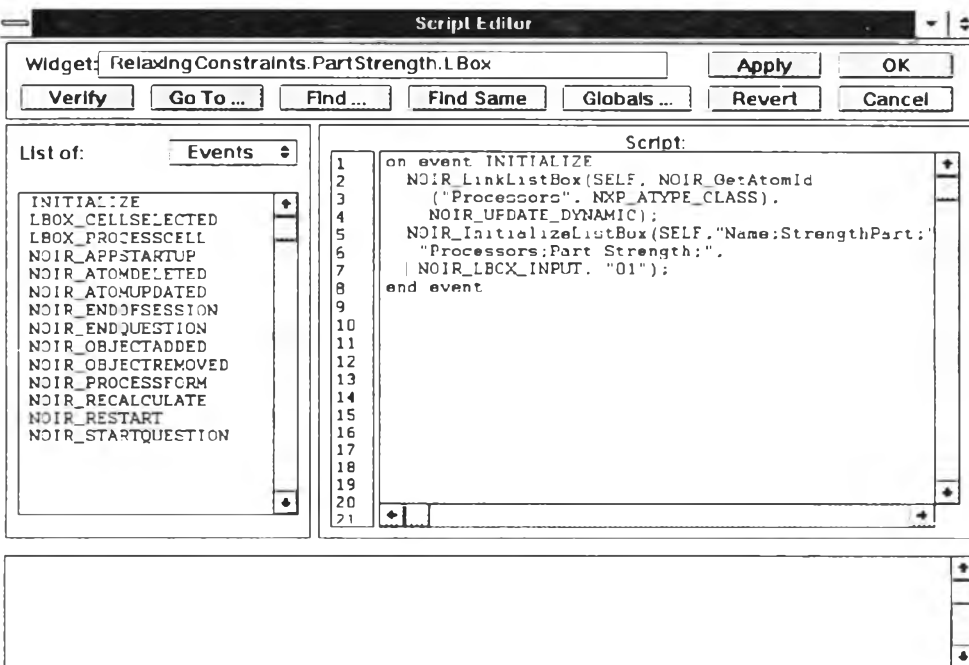 Script Editor
Widget: RelaxingConstraints.PartStrength.LBox
Apply
OK
Verify
Go To ...
Find ...
Find Same
Globals ...
Revert
Cancel
List of:
Events
INITIALIZE
LBOX_CELLSELECTED
LBOX_PROCESSCELL
NOIR_APPSTARTUP
NOIR_ATOMDELETED
NOIR_ATOMUPDATED
NOIR_ENDOFSESSION
NOIR_ENDQUESTION
NOIR_OBJECTADDED
NOIR_OBJECTREMOVED
NOIR_PROCESSFORM
NOIR_RECALCULATE
NOIR_RESTART
NOIR_STARTQUESTION
Script:
1 on event INITIALIZE
2 NOIR_LinkListBox(SELF, NOIR_GetAtomId
3 ("Processors", NXP_ATYPE_CLASS),
4 NOIR_UPDATE_DYNAMIC);
5 NOIR_InitializeListBox(SELF,"Name;StrengthPart;"
6 "Processors;Part Strength;",
7 NOIR_LBOX_INPUT, "01");
8 end event
9
10
11
12
13
14
15
16
17
18
19
20
21